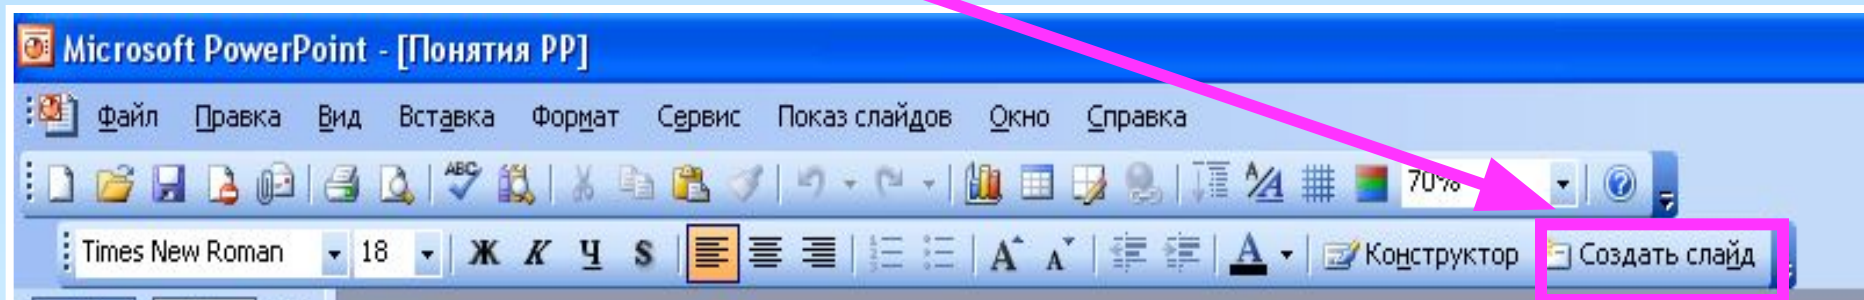 Microsoft PowerPoint - [Понятия PP]
Файл Правка Вид Вставка Формат Сервис Показ слайдов Окно Справка
ABC A/A 70%
Times New Roman 18 Ж К Ч S A A A Конструктор Создать слайд